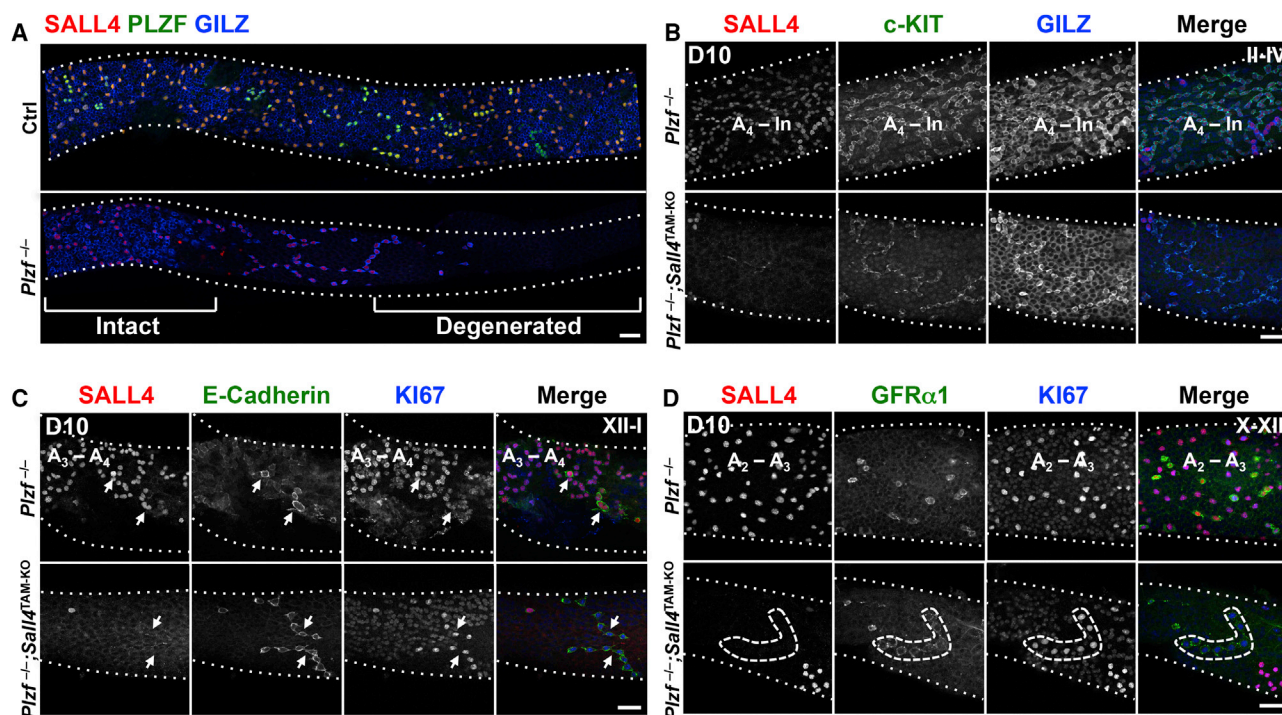 A
SALL4 PLZF GILZ
Ctrl
Plzf –/–
Intact
Degenerated
B
SALL4
c-KIT
GILZ
Merge
D10
II-IV
Plzf –/–
A4 – In
A4 – In
A4 – In
A4 – In
Plzf –/–;Sall4TAM-KO
C
SALL4
E-Cadherin
KI67
Merge
D10
XII-I
Plzf –/–
A3 – A4
A3 – A4
A3 – A4
Plzf –/–;Sall4TAM-KO
D
SALL4
GFRα1
KI67
Merge
D10
X-XII
Plzf –/–
A2 – A3
A2 – A3
A2 – A3
Plzf –/–;Sall4TAM-KO